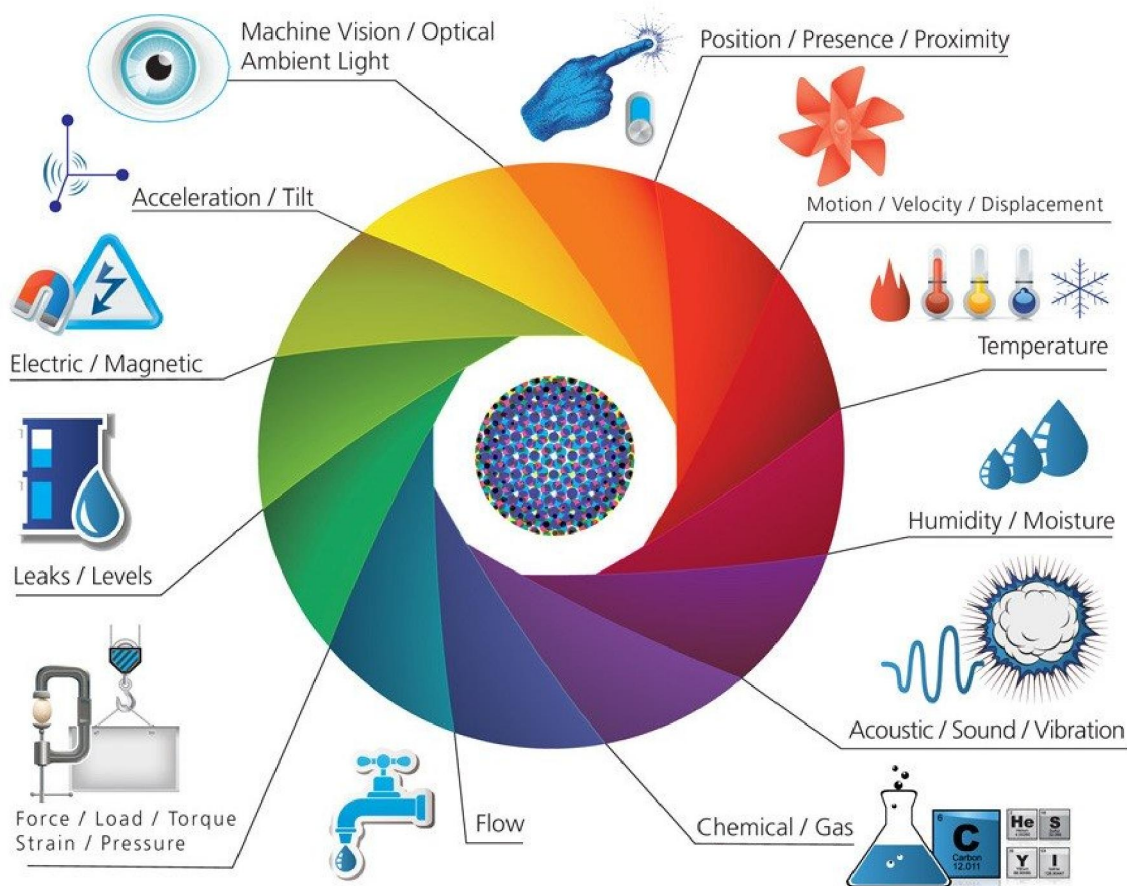 Machine Vision / Optical
Ambient Light
Position / Presence / Proximity
Motion / Velocity / Displacement
Acceleration / Tilt
Temperature
Electric / Magnetic
Humidity / Moisture
Leaks / Levels
Acoustic / Sound / Vibration
Force / Load / Torque
Strain / Pressure
Flow
Chemical / Gas
6
C
Carbon
12.011
He
S
Y
I